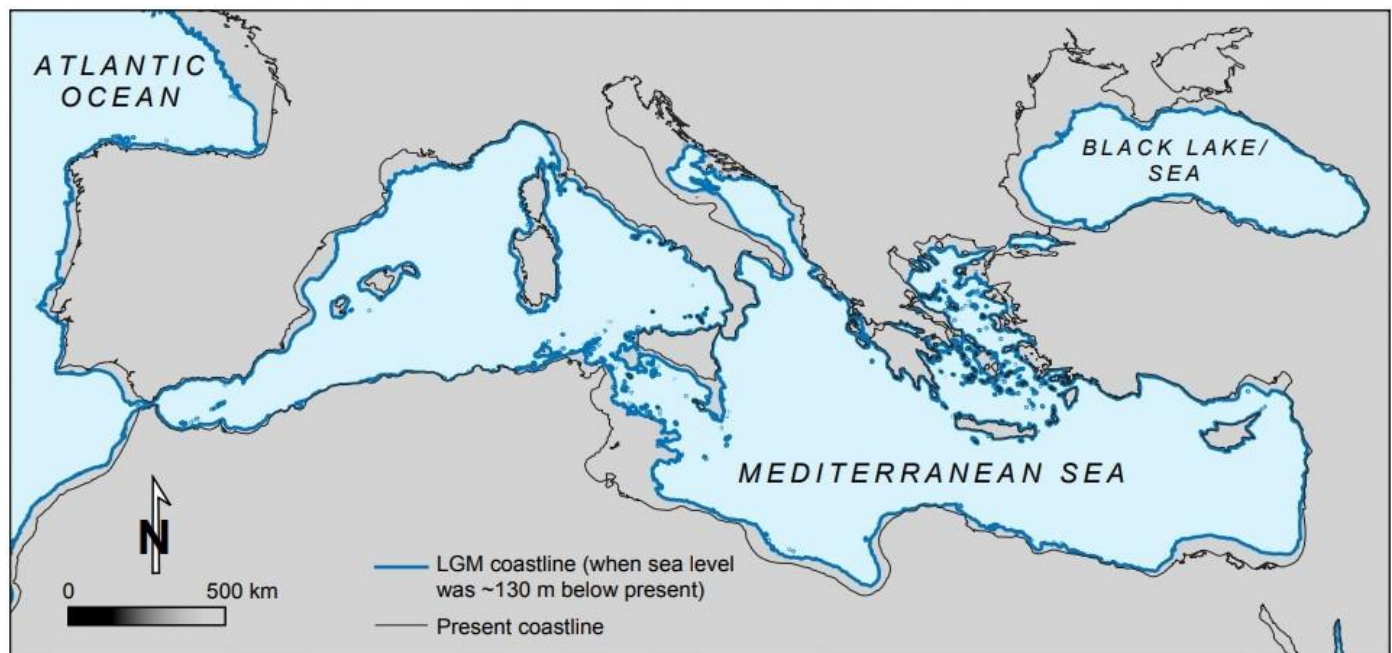 ATLANTIC
OCEAN
BLACK LAKE/
SEA
MEDITERRANEAN SEA
N
0 500 km
LGM coastline (when sea level
was ~130 m below present)
Present coastline